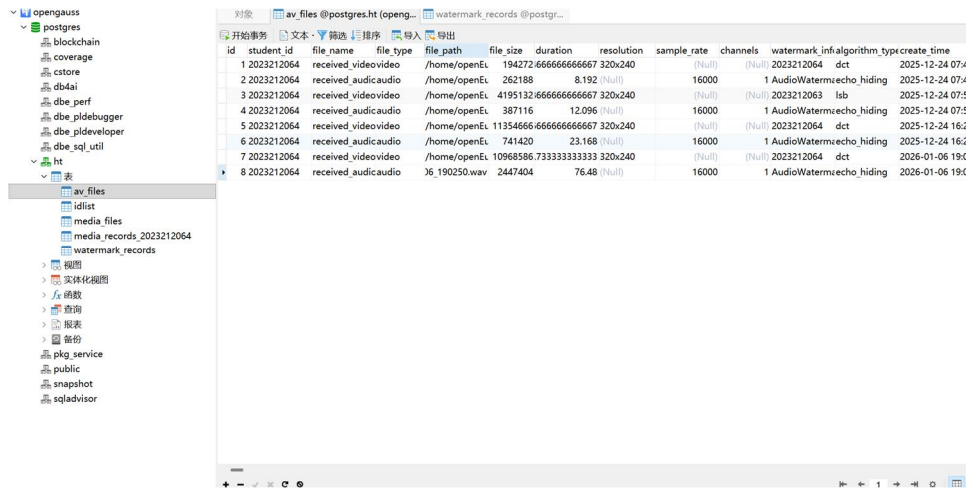 opengauss
postgres
blockchain
coverage
cstore
db4ai
dbe_perf
dbe_pldebugger
dbe_pldeveloper
dbe_sql_util
ht
表
av_files
idlist
media_files
media_records_2023212064
watermark_records
视图
实体化视图
函数
查询
报表
备份
pkg_service
public
snapshot
sqladvisor
对象 av_files @postgres.ht (openg... watermark_records @postgr...
开始事务 文本 筛选 排序 导入 导出
id student_id file_name file_type file_path file_size duration resolution sample_rate channels watermark_info algorithm_type create_time
1 2023212064 received_video video /home/openEu 194272 6666666666667 320x240 (Null) (Null) 2023212064 dct 2025-12-24 07:4
2 2023212064 received_audio audio /home/openEu 262188 8.192 (Null) 16000 1 AudioWaterma echo_hiding 2025-12-24 07:4
3 2023212064 received_video video /home/openEu 4195132 6666666666667 320x240 (Null) (Null) 2023212063 lsb 2025-12-24 07:5
4 2023212064 received_audio audio /home/openEu 387116 12.096 (Null) 16000 1 AudioWaterma echo_hiding 2025-12-24 07:5
5 2023212064 received_video video /home/openEu 11354666 6666666666667 320x240 (Null) (Null) 2023212064 dct 2025-12-24 16:2
6 2023212064 received_audio audio /home/openEu 741420 23.168 (Null) 16000 1 AudioWaterma echo_hiding 2025-12-24 16:2
7 2023212064 received_video video /home/openEu 10968586 .733333333333 320x240 (Null) (Null) 2023212064 dct 2026-01-06 19:0
8 2023212064 received_audio audio 06_190250.wav 2447404 76.48 (Null) 16000 1 AudioWaterma echo_hiding 2026-01-06 19:0
1